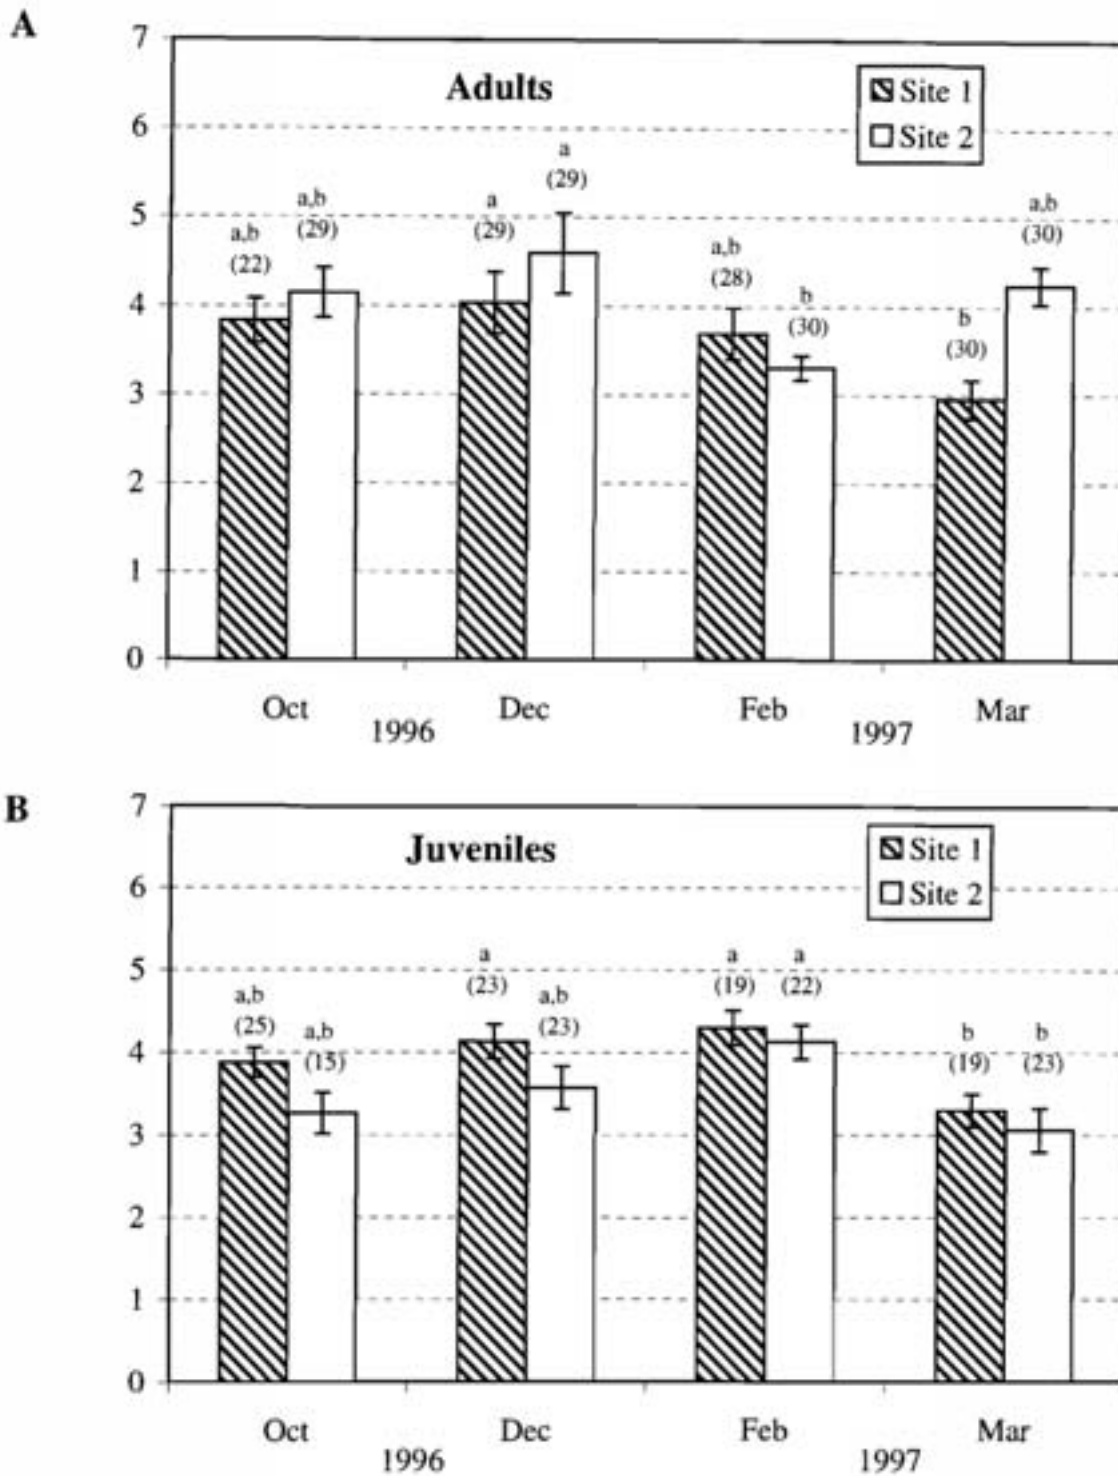 A
7
Adults
Site 1
Site 2
6
5
4
3
2
1
0
a,b
(22)
a,b
(29)
a
(29)
a
(29)
a,b
(28)
b
(30)
b
(30)
a,b
(30)
Oct
Dec
Feb
Mar
1996
1997
B
7
Juveniles
Site 1
Site 2
6
5
4
3
2
1
0
a,b
(25)
a,b
(15)
a
(23)
a,b
(23)
a
(19)
a
(22)
b
(19)
b
(23)
Oct
Dec
Feb
Mar
1996
1997